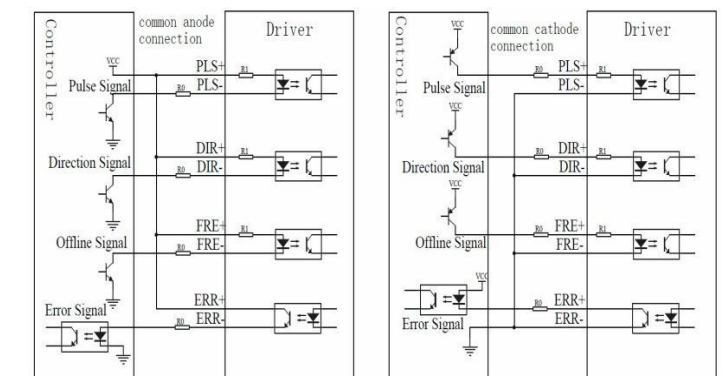 Controller
common anode
connection
Driver
VCC
PLS+
R1
Pulse Signal
R0
PLS-
DIR+
R1
Direction Signal
R0
DIR-
FRE+
R1
Offline Signal
R0
FRE-
ERR+
Error Signal
R0
ERR-
Controller
VCC
common cathode
connection
Driver
R0
PLS+
R1
Pulse Signal
PLS-
VCC
R0
DIR+
R1
Direction Signal
DIR-
VCC
R0
FRE+
R1
Offline Signal
FRE-
VCC
R0
ERR+
Error Signal
ERR-